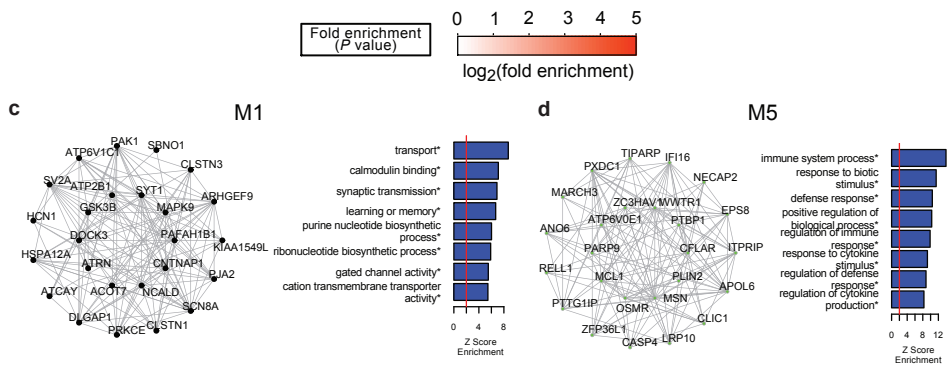 Fold enrichment
(P value)
0 1 2 3 4 5
log2(fold enrichment)
c
M1
PAK1
SBNO1
ATP6V1C1
CLSTN3
SV2A
ATP2B1
SYT1
ARHGEF9
GSK3B
MAPK9
HCN1
DOCK3
PAFAH1B1
KIAA1549L
HSPA12A
ATRN
CNTNAP1
PJA2
ATCAY
ACOT7
NCALD
SCN8A
DLGAP1
PRKCE
CLSTN1
transport*
calmodulin binding*
synaptic transmission*
learning or memory*
purine nucleotide biosynthetic
process*
ribonucleotide biosynthetic process*
gated channel activity*
cation transmembrane transporter
activity*
0 4 8
Z Score
Enrichment
d
M5
TIPARP
IFI16
PXDC1
NECAP2
MARCH3
ZC3HAV1
WWTR1
EPS8
ATP6V0E1
PTBP1
ANO6
PARP9
CFLAR
ITPRIP
RELL1
MCL1
PLIN2
APOL6
PTTG1IP
OSMR
MSN
CLIC1
ZFP36L1
CASP4
LRP10
immune system process*
response to biotic
stimulus*
defense response*
positive regulation of
biological process*
regulation of immune
response*
response to cytokine
stimulus*
regulation of defense
response*
regulation of cytokine
production*
0 4 8 12
Z Score
Enrichment